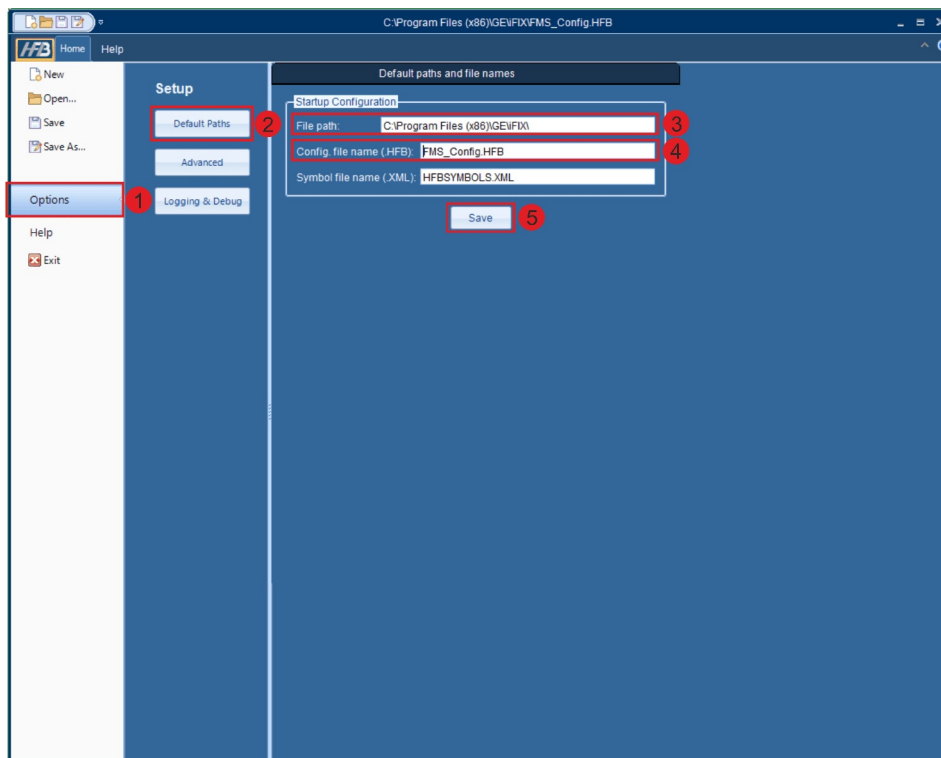 C:\Program Files (x86)\GE\iFIX\FMS_Config.HFB
HFB Home Help
New
Open...
Save
Save As...
Options
1
Help
Exit
Setup
Default Paths
2
Advanced
Logging & Debug
Default paths and file names
Startup Configuration
File path: C:\Program Files (x86)\GE\iFIX\
3
Config. file name (.HFB): FMS_Config.HFB
4
Symbol file name (.XML): HFBSYMBOLS.XML
Save
5